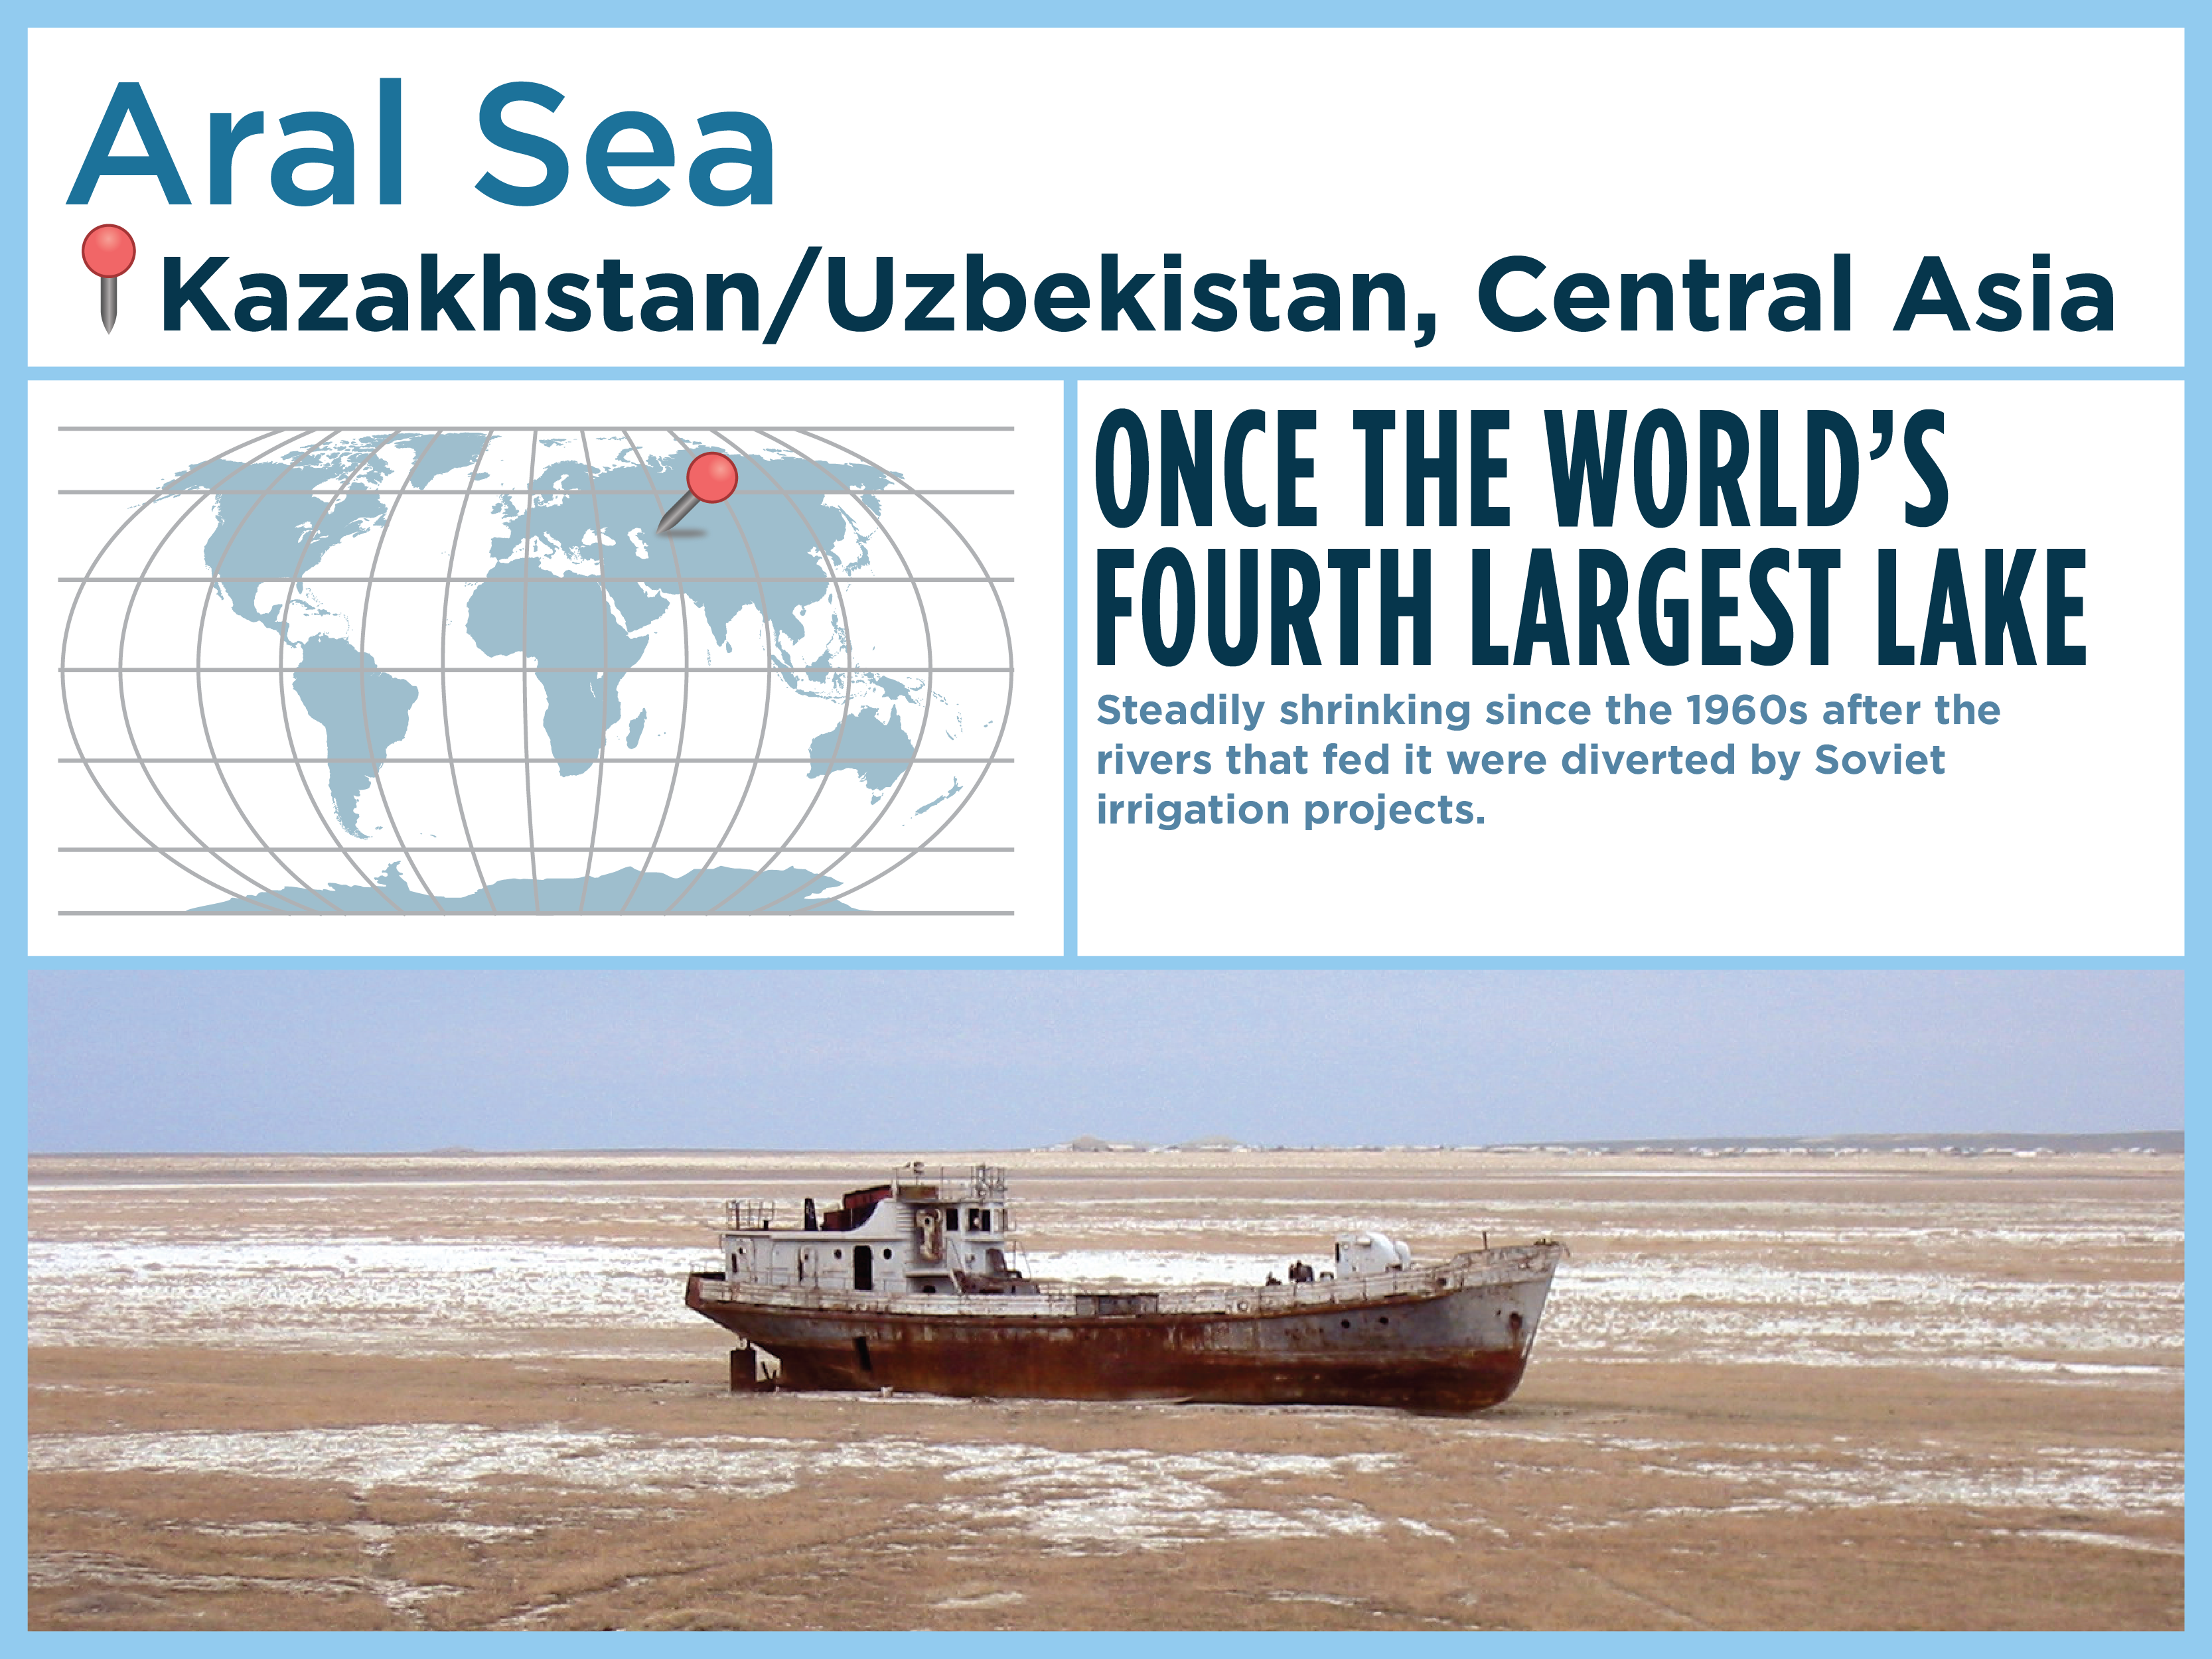 Aral Sea
Kazakhstan/Uzbekistan, Central Asia
ONCE THE WORLD’S
FOURTH LARGEST LAKE
Steadily shrinking since the 1960s after the
rivers that fed it were diverted by Soviet
irrigation projects.